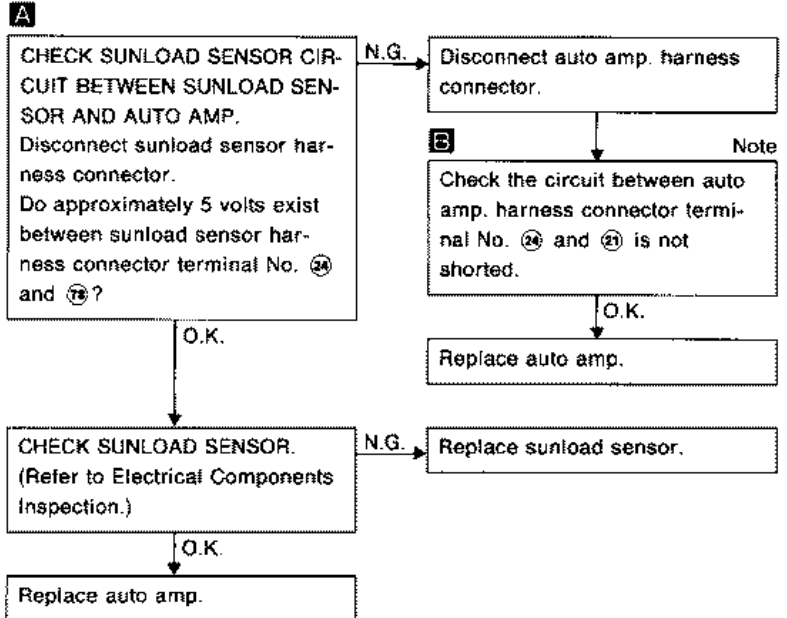 A
CHECK SUNLOAD SENSOR CIR-
CUIT BETWEEN SUNLOAD SEN-
SOR AND AUTO AMP.
Disconnect sunload sensor har-
ness connector.
Do approximately 5 volts exist
between sunload sensor har-
ness connector terminal No. ㉔
and 78?
N.G.
Disconnect auto amp. harness
connector.
B
Note
Check the circuit between auto
amp. harness connector termi-
nal No. ㉔ and ㉑ is not
shorted.
O.K.
Replace auto amp.
O.K.
CHECK SUNLOAD SENSOR.
(Refer to Electrical Components
Inspection.)
N.G.
Replace sunload sensor.
O.K.
Replace auto amp.